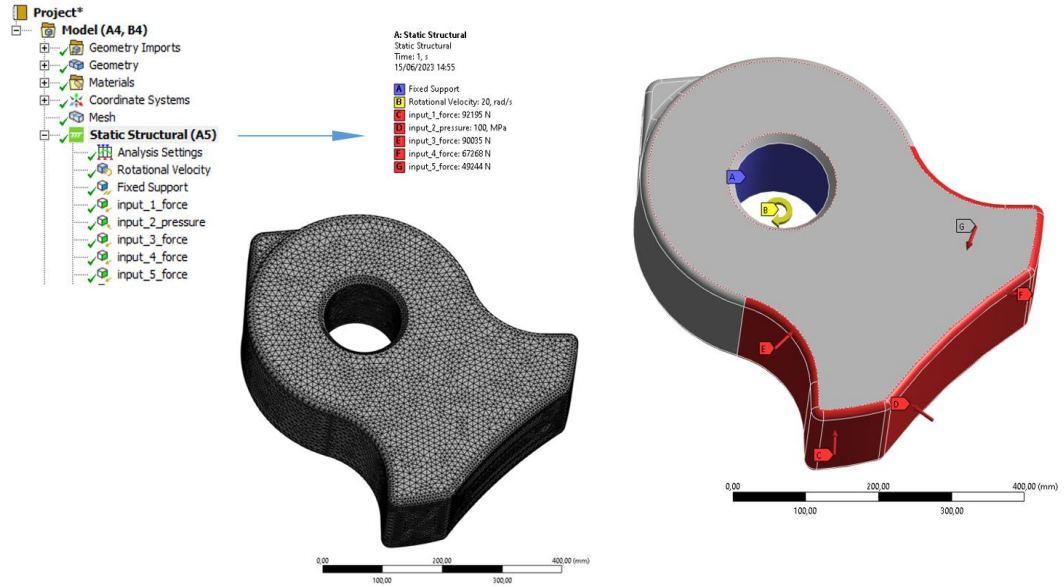 Project*
Model (A4, B4)
Geometry Imports
Geometry
Materials
Coordinate Systems
Mesh
Static Structural (A5)
Analysis Settings
Rotational Velocity
Fixed Support
input_1_force
input_2_pressure
input_3_force
input_4_force
input_5_force
A: Static Structural
Static Structural
Time: 1, s
15/06/2023 14:55
A Fixed Support
B Rotational Velocity: 20, rad/s
C input_1_force: 92195 N
D input_2_pressure: 100, MPa
E input_3_force: 90035 N
F input_4_force: 67268 N
G input_5_force: 49244 N
A
B
G
F
E
D
C
0,00 200,00 400,00 (mm)
100,00 300,00
0,00 200,00 400,00 (mm)
100,00 300,00